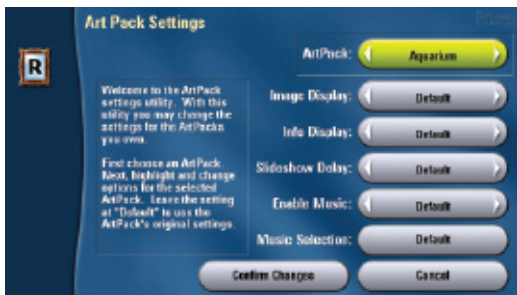 Art Pack Settings
R
ArtPack: Aquarium
Welcome to the ArtPack
settings utility. With this
utility you may change the
settings for the ArtPacks
you own.
First choose an ArtPack.
Next, highlight and change
options for the selected
ArtPack. Leave the setting
at "Default" to use the
ArtPack's original settings.
Image Display: Default
Info Display: Default
Slideshow Delay: Default
Enable Music: Default
Music Selection: Default
Confirm Changes
Cancel